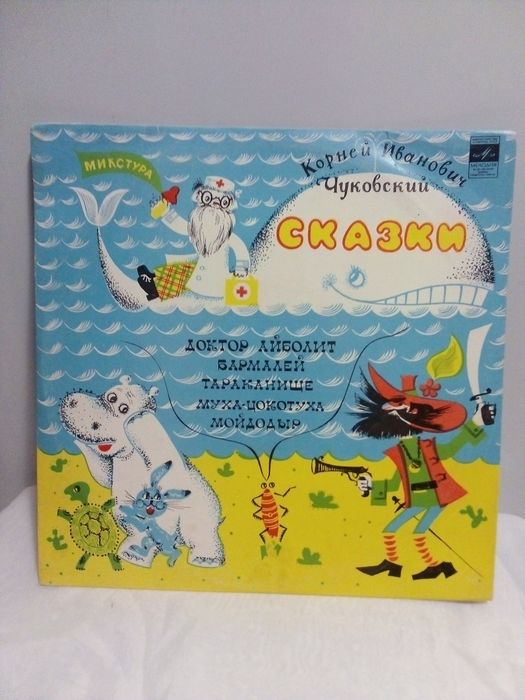 МИКСТУРА
Корней Иванович
Чуковский
СКАЗКИ
МЕЛОДИЯ
ДОКТОР АЙБОЛИТ
БАРМАЛЕЙ
ТАРАКАНИЩЕ
МУХА-ЦОКОТУХА
МОЙДОДЫР